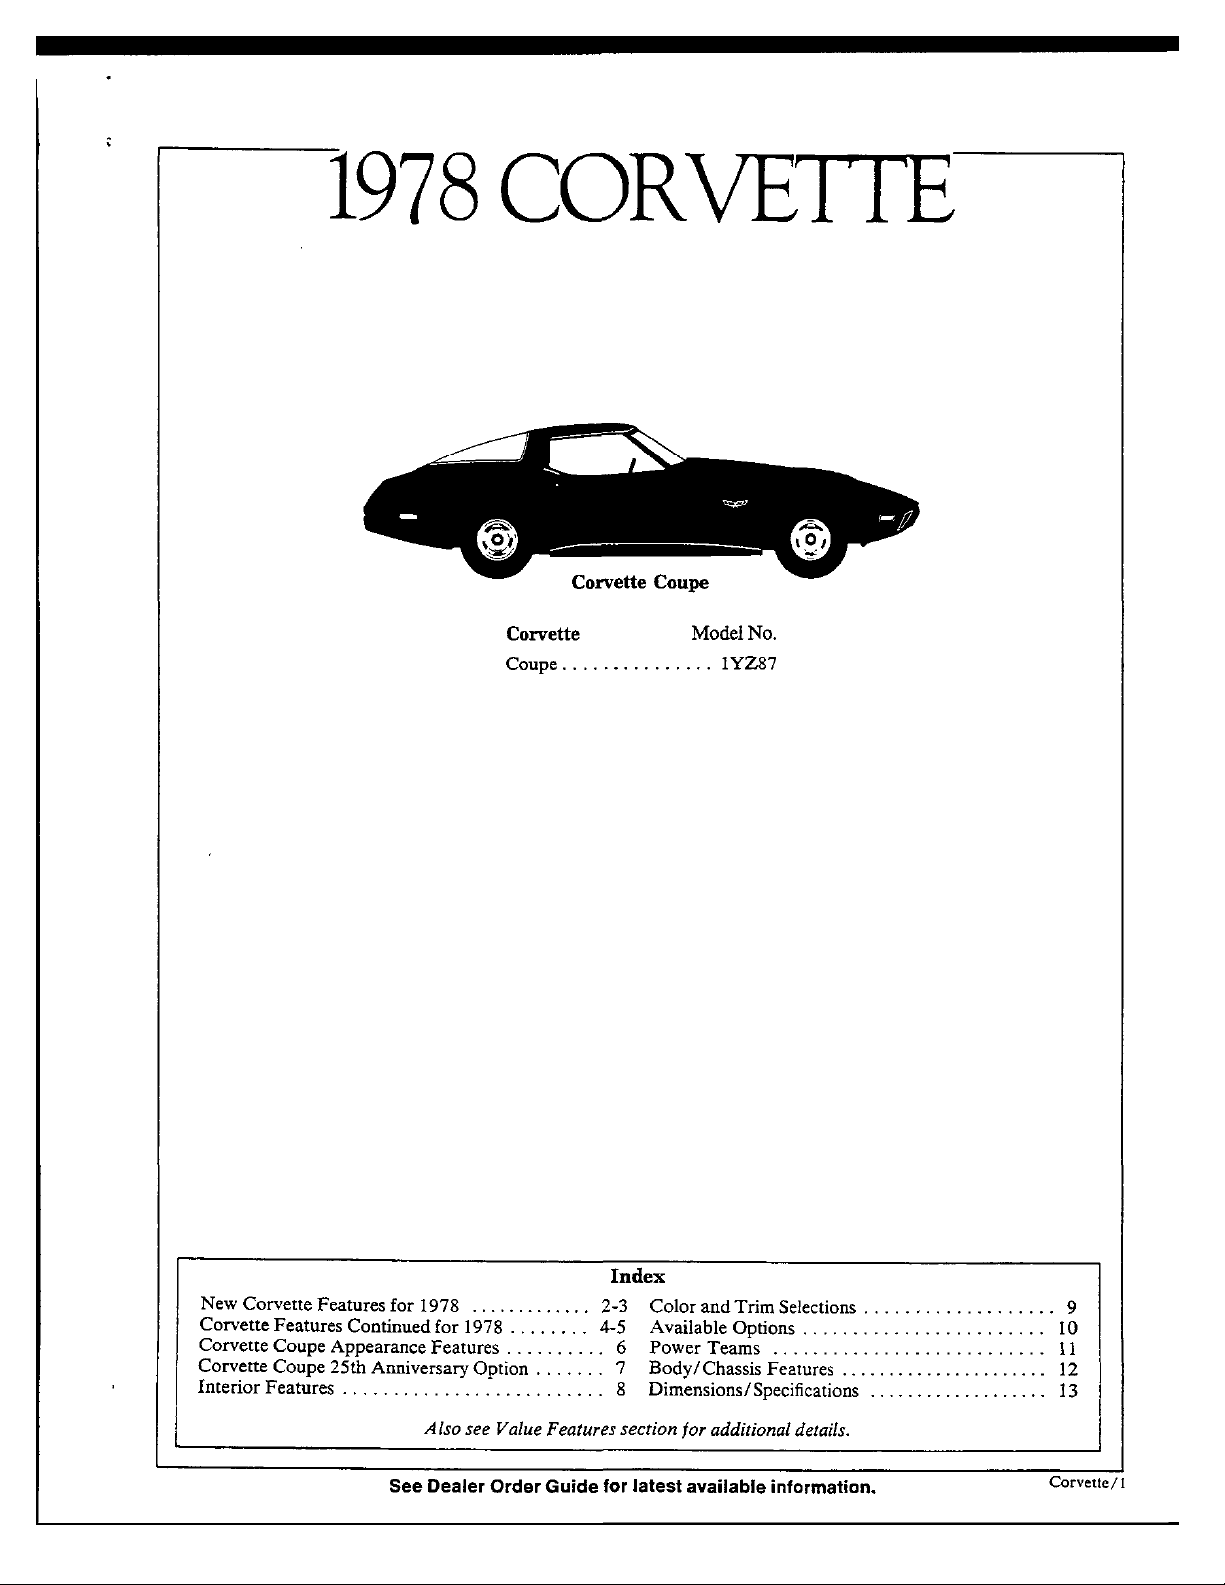 1978 CORVETTE
Corvette Coupe
Corvette Model No.
Coupe . . . . . . . . . . . . . . . 1YZ87
Index
New Corvette Features for 1978 . . . . . . . . . . . . . 2-3
Corvette Features Continued for 1978 . . . . . . . . 4-5
Corvette Coupe Appearance Features . . . . . . . . . . 6
Corvette Coupe 25th Anniversary Option . . . . . . . 7
Interior Features . . . . . . . . . . . . . . . . . . . . . . . . . . 8
Color and Trim Selections . . . . . . . . . . . . . . . . . . . 9
Available Options . . . . . . . . . . . . . . . . . . . . . . . . 10
Power Teams . . . . . . . . . . . . . . . . . . . . . . . . . . . 11
Body/Chassis Features . . . . . . . . . . . . . . . . . . . . . 12
Dimensions/Specifications . . . . . . . . . . . . . . . . . . 13
Also see Value Features section for additional details.
See Dealer Order Guide for latest available information.
Corvette/1